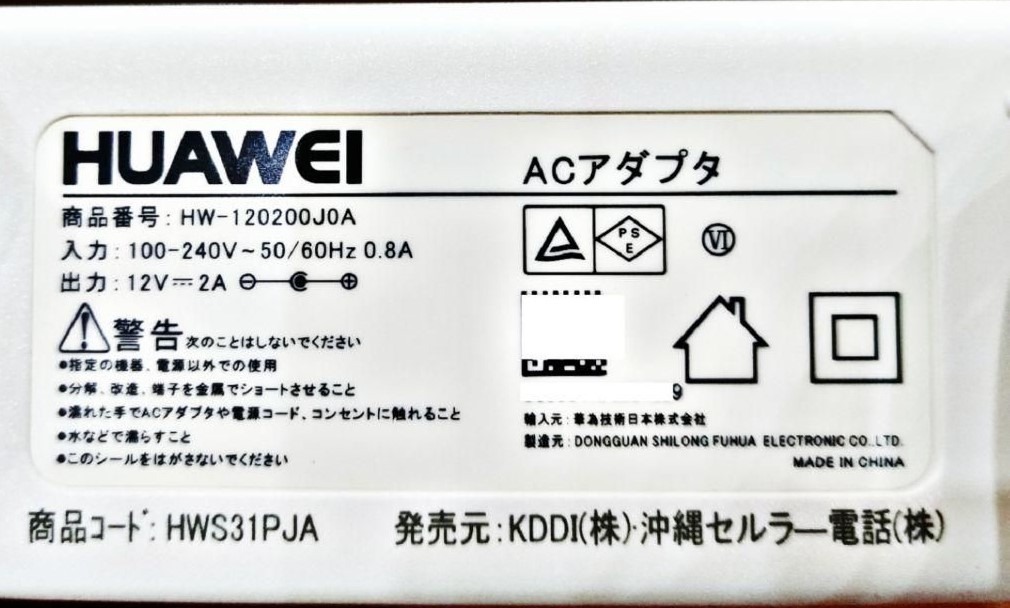 HUAWEI
ACアダプタ
商品番号: HW-120200J0A
入力: 100-240V~50/60Hz 0.8A
出力: 12V⎓2A ⊖-⊕
PS
E
VI
警告 次のことはしないでください
●指定の機器、電源以外での使用
●分解、改造、端子を金属でショートさせること
●濡れた手でACアダプタや電源コード、コンセントに触れること
●水などで濡らすこと
●このシールをはがさないでください
9
輸入元: 華為技術日本株式会社
製造元: DONGGUAN SHILONG FUHUA ELECTRONIC CO.,LTD.
MADE IN CHINA
商品コード: HWS31PJA
発売元: KDDI(株)·沖縄セルラー電話(株)